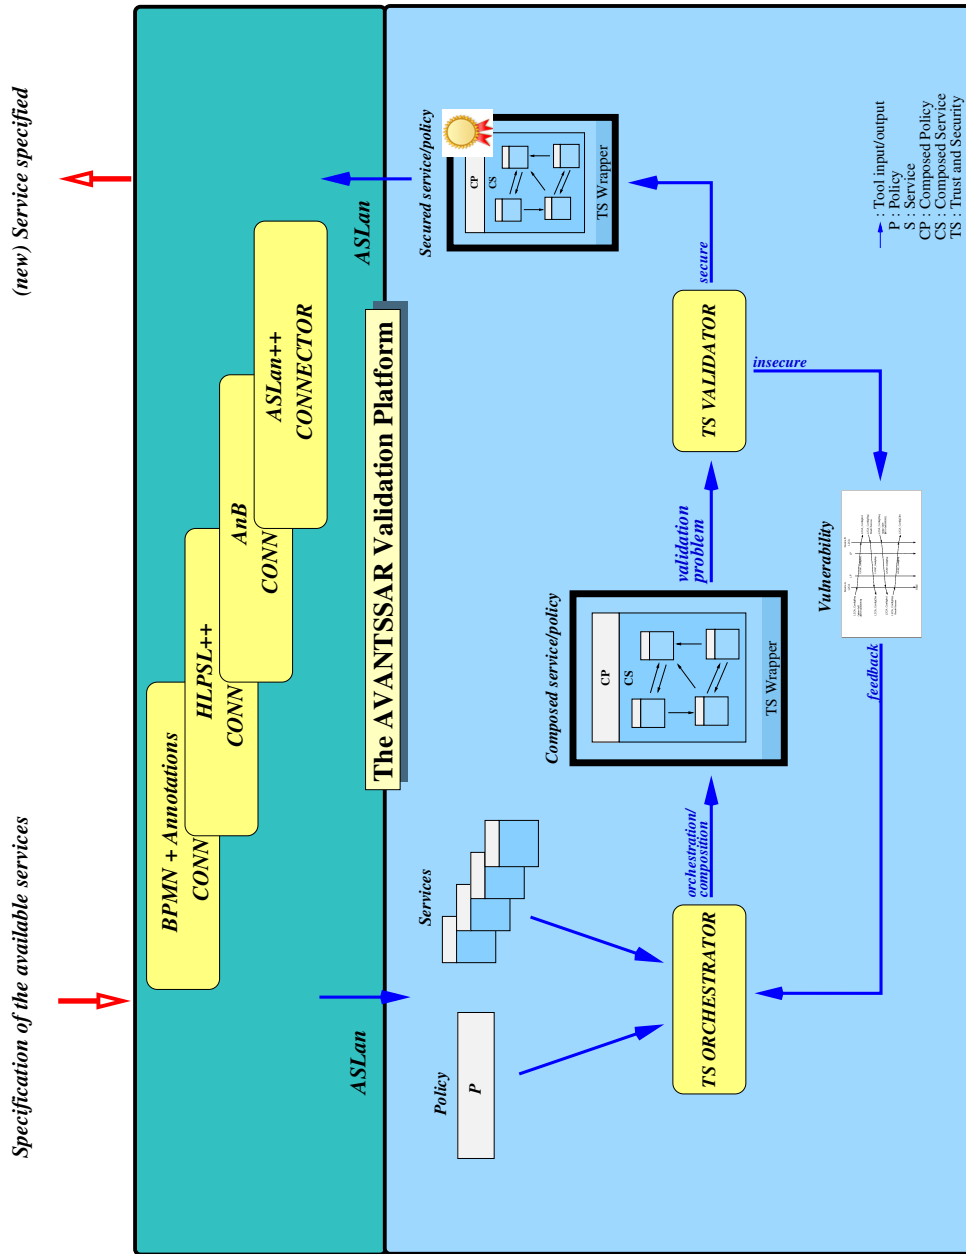 Specification of the available services
(new) Service specified
BPMN + Annotations
CONN
HLPSL++
CONN
AnB
CONN
ASLan++
CONNECTOR
ASLan
ASLan
The AVANTSSAR Validation Platform
Policy
P
Services
TS ORCHESTRATOR
orchestration/
composition
Composed service/policy
CP
CS
TS Wrapper
validation
problem
TS VALIDATOR
secure
insecure
Secured service/policy
CP
CS
TS Wrapper
Vulnerability
feedback
: Tool input/output
P : Policy
S : Service
CP : Composed Policy
CS : Composed Service
TS : Trust and Security